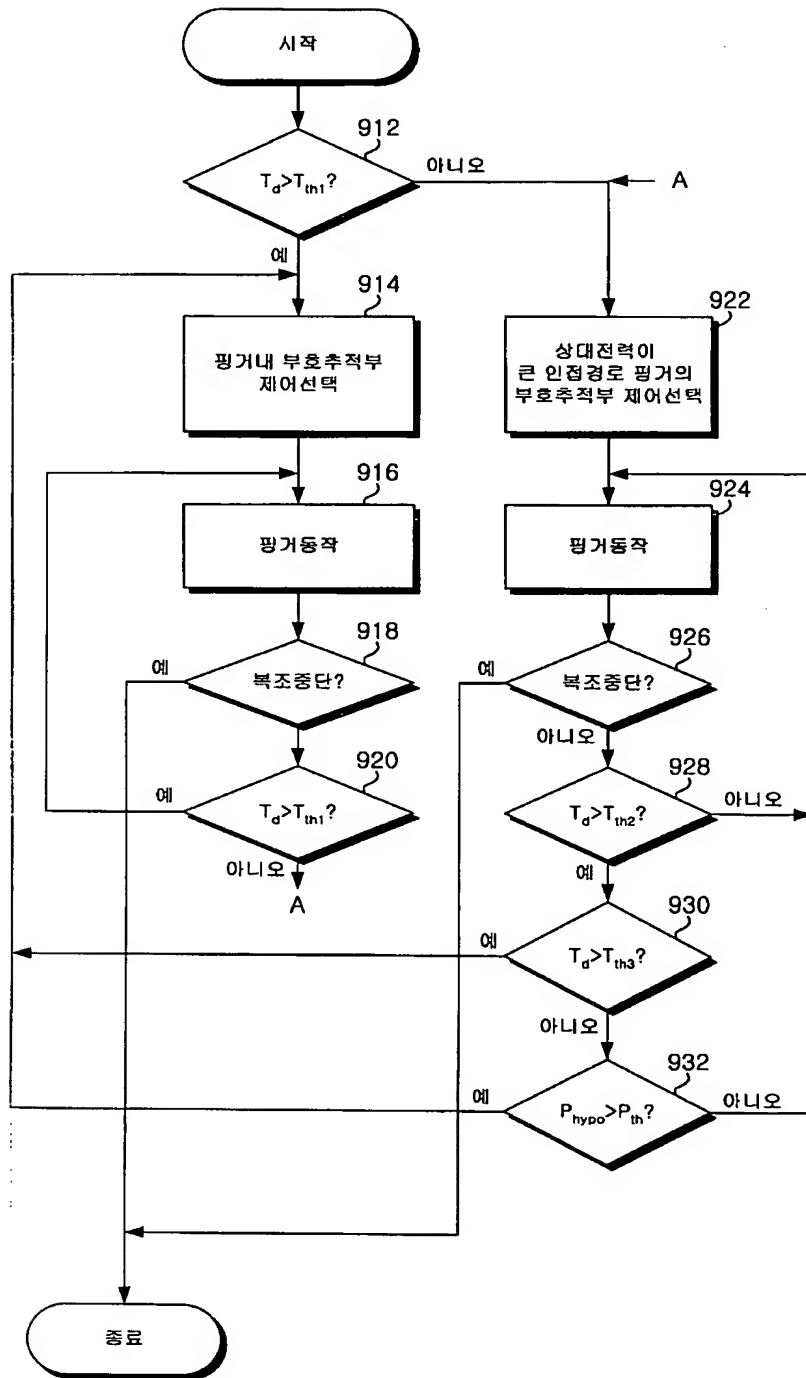 시작
912
T_d>T_th1?
아니오
A
예
914
핑거내 부호추적부
제어선택
922
상대전력이
큰 인접경로 핑거의
부호추적부 제어선택
916
핑거동작
924
핑거동작
918
예
복조중단?
926
예
복조중단?
아니오
920
예
T_d>T_th1?
아니오
A
928
T_d>T_th2?
아니오
예
930
예
T_d>T_th3?
아니오
932
예
P_hypo>P_th?
아니오
종료